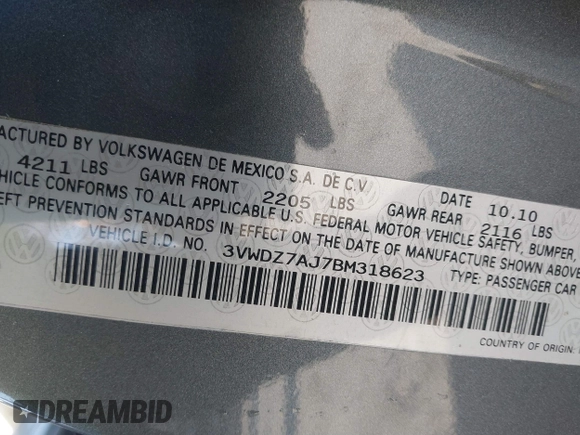 ACTURED BY VOLKSWAGEN DE MEXICO S.A. DE C.V. DATE 10.10
4211 LBS GAWR FRONT 2205 LBS GAWR REAR 2116 LBS
VEHICLE CONFORMS TO ALL APPLICABLE U.S. FEDERAL MOTOR VEHICLE SAFETY, BUMPER,
EFT PREVENTION STANDARDS IN EFFECT ON THE DATE OF MANUFACTURE SHOWN ABOVE.
VEHICLE I.D. NO. 3VWDZ7AJ7BM318623 TYPE: PASSENGER CAR
COUNTRY OF ORIGIN:
DREAMBID